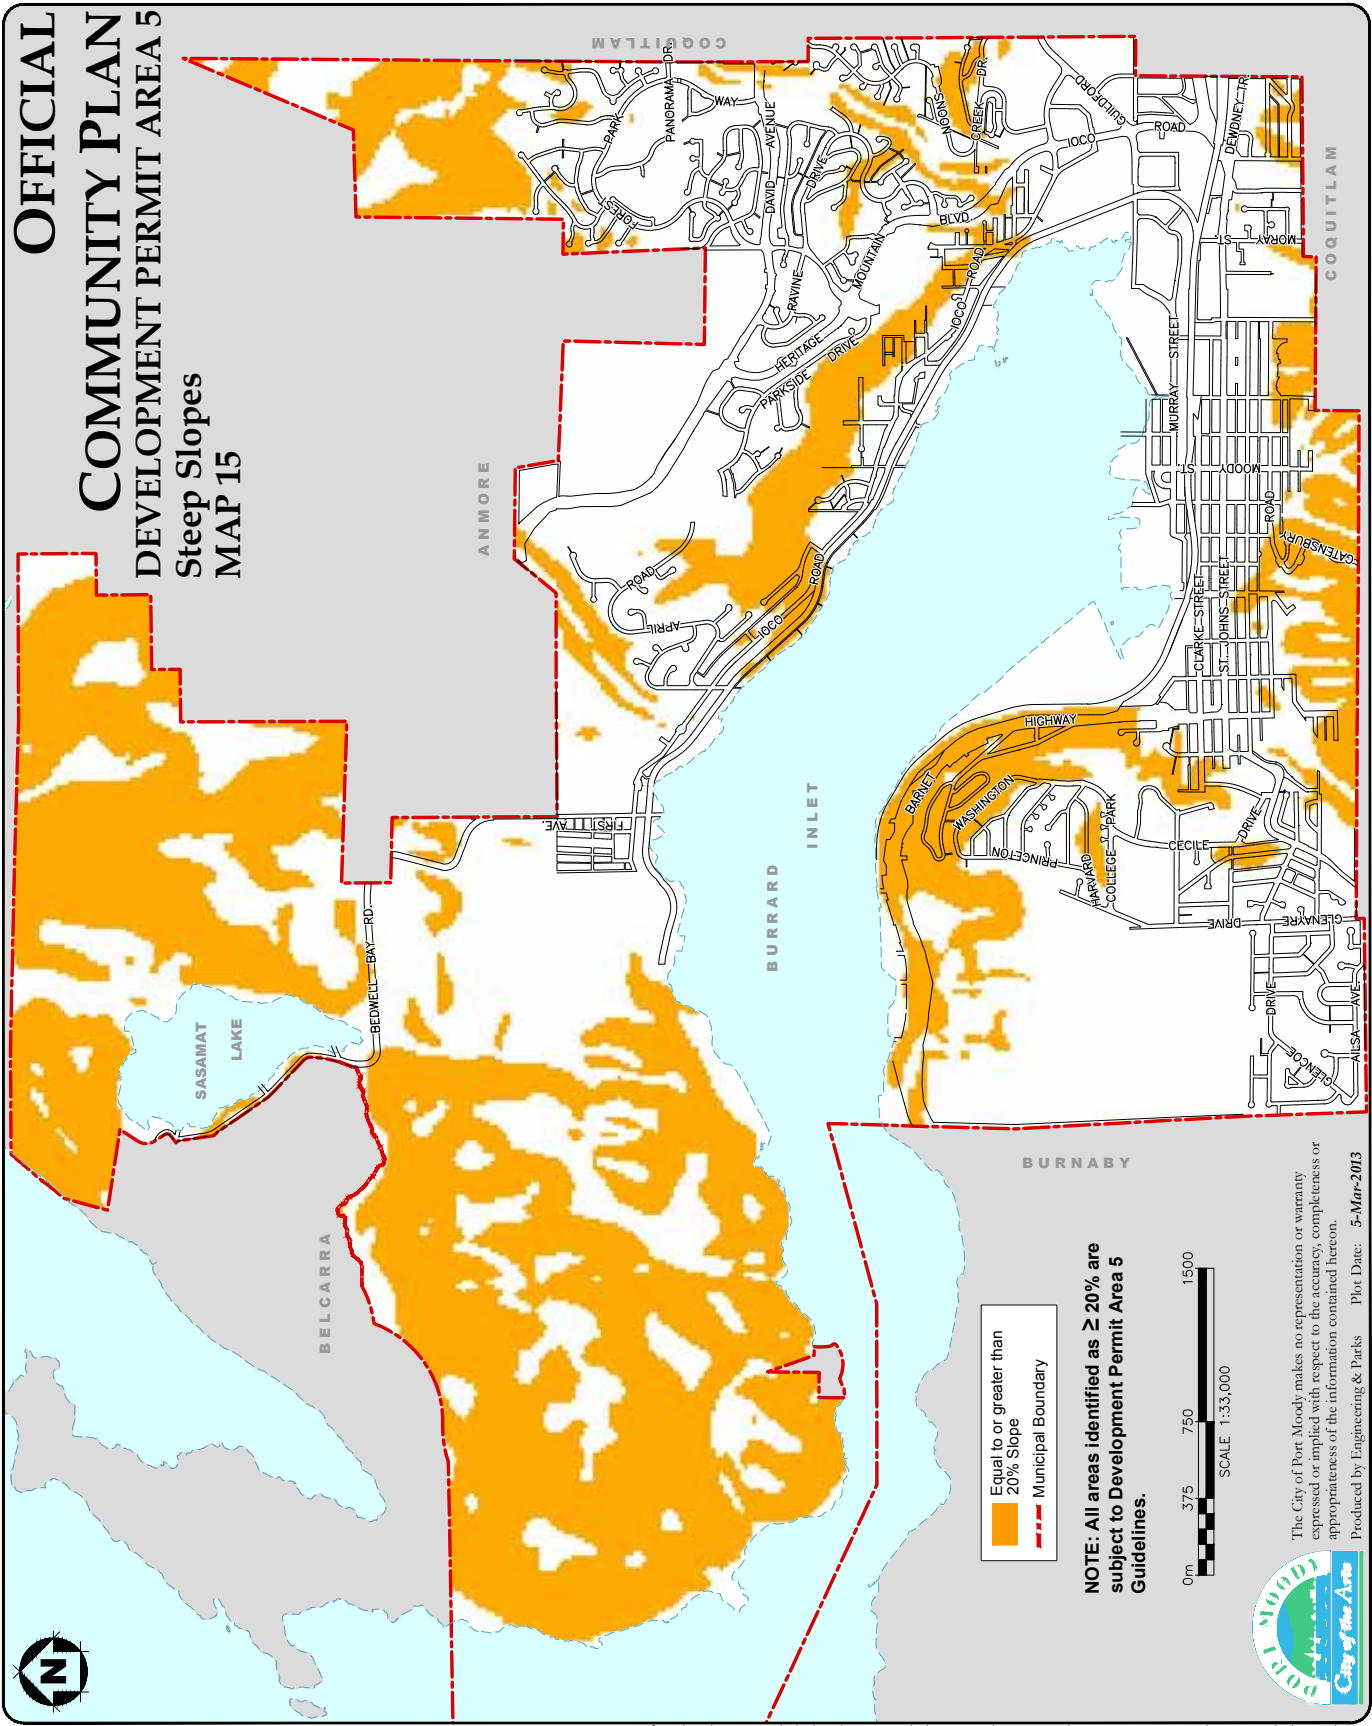 OFFICIAL
COMMUNITY PLAN
DEVELOPMENT PERMIT AREA 5
Steep Slopes
MAP 15
N
SASAMAT
LAKE
BEDWELL BAY RD.
BELCARRA
ANMORE
COQUITLAM
COQUITLAM
BURNABY
BURRARD
INLET
FIRST AVE.
APRIL
ROAD
IOCO
ROAD
PARKSIDE
DRIVE
HERITAGE
RAVINE
MOUNTAIN
BLVD
DAVID
AVENUE
DRIVE
FOREST
PARK
WAY
PANORAMA
DR.
NOONS
CREEK
DR.
GUILDFORD
IOCO
ROAD
IOCO
ROAD
DEWDNEY TR.
MORAY
ST.
MURRAY
STREET
MOODY
ST.
ROAD
GATENSBURY
CLARKE STREET
ST. JOHNS STREET
BARNET
HIGHWAY
WASHINGTON
PRINCETON
HARVARD
COLLEGE
PARK
CECILE
DRIVE
GLENAYRE
DRIVE
DRIVE
GLENCOE
AILSA
AVE.
Equal to or greater than
20% Slope
Municipal Boundary
NOTE: All areas identified as ≥ 20% are
subject to Development Permit Area 5
Guidelines.
0m 375 750 1500
SCALE 1:33,000
The City of Port Moody makes no representation or warranty
expressed or implied with respect to the accuracy, completeness or
appropriateness of the information contained hereon.
Produced by Engineering & Parks Plot Date: 5-Mar-2013
PORT MOODY
City of the Arts